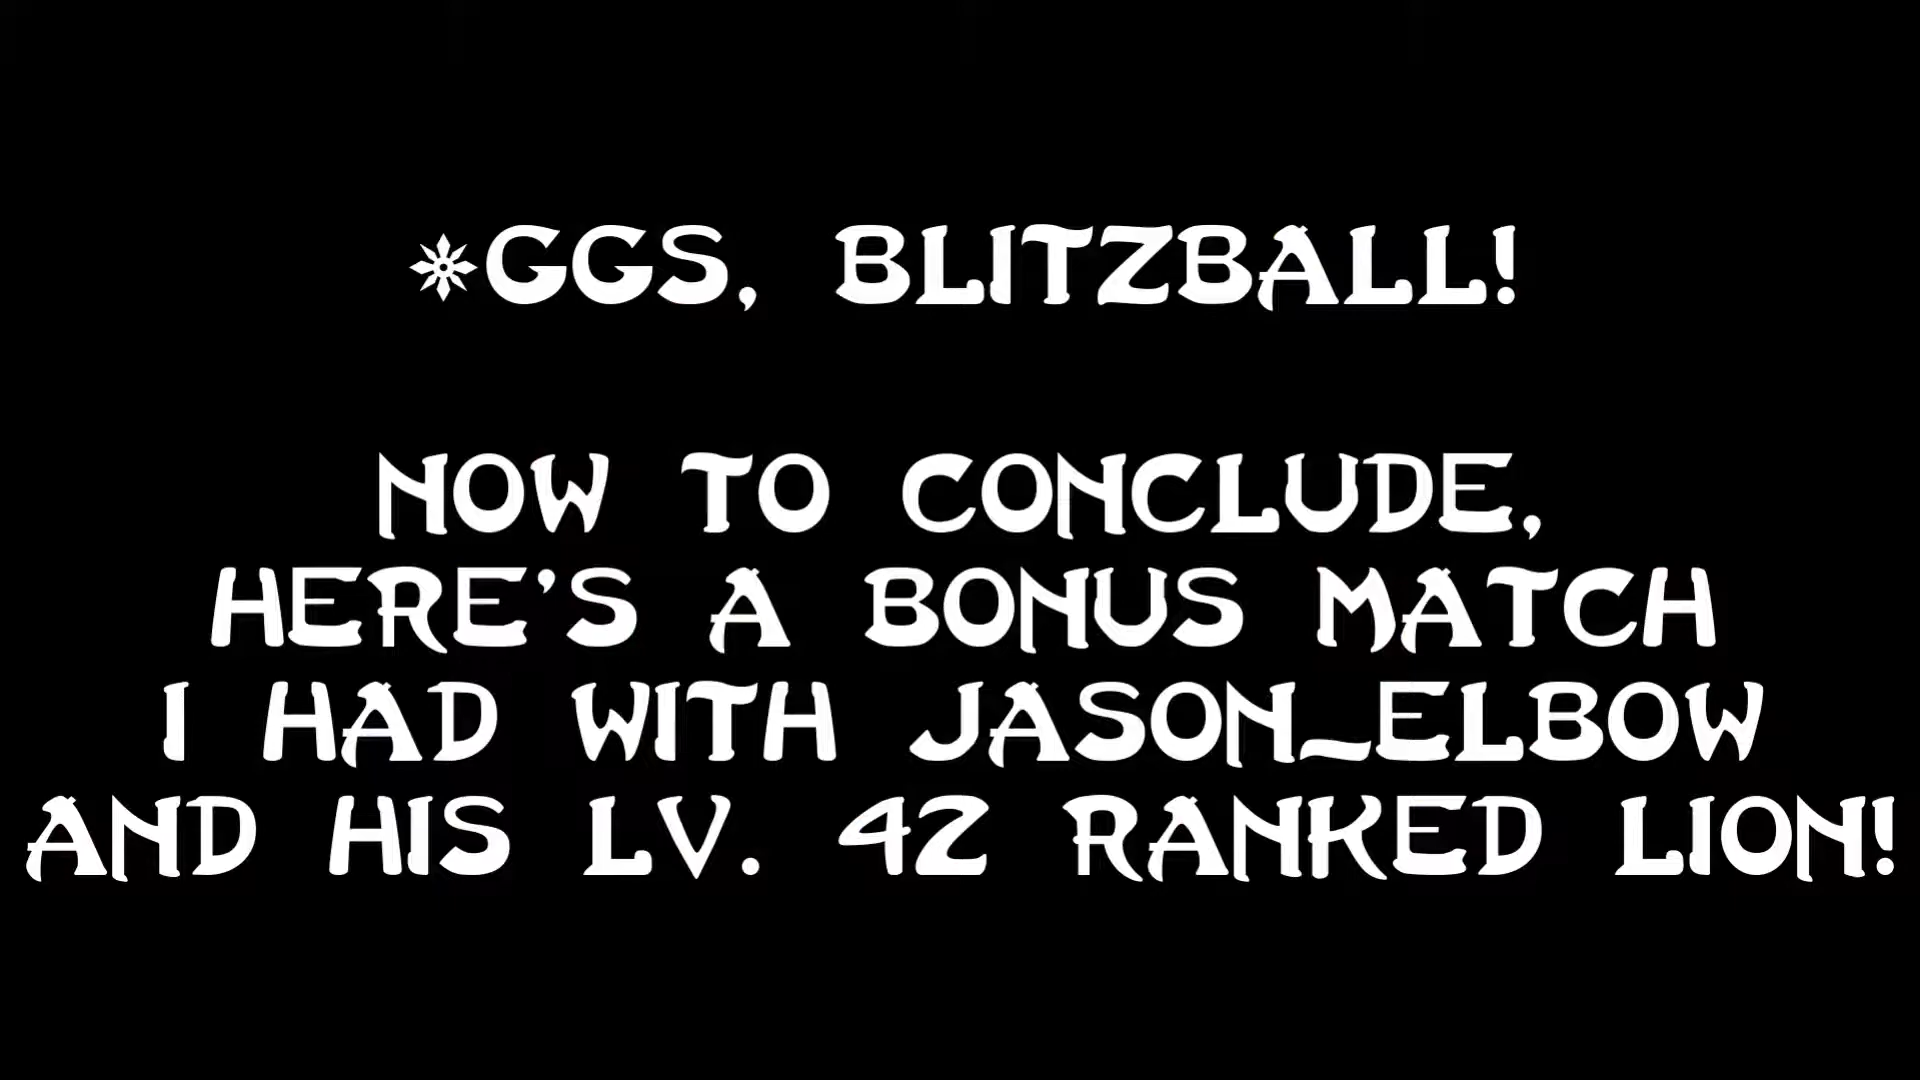 *GGS, BLITZBALL!
NOW TO CONCLUDE,
HERE'S A BONUS MATCH
I HAD WITH JASON_ELBOW
AND HIS LV. 42 RANKED LION!